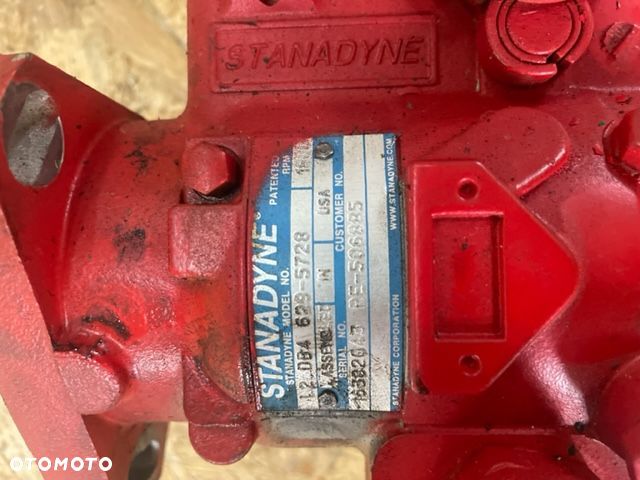 STANADYNE
STANADYNE
PATENTED
STANADYNE MODEL NO.
RPM
DB4 629-5728
ASSEMBLED IN USA
SERIAL NO.
CUSTOMER NO.
RE-506885
STANADYNE CORPORATION
WWW.STANADYNE.COM
OTOMOTO